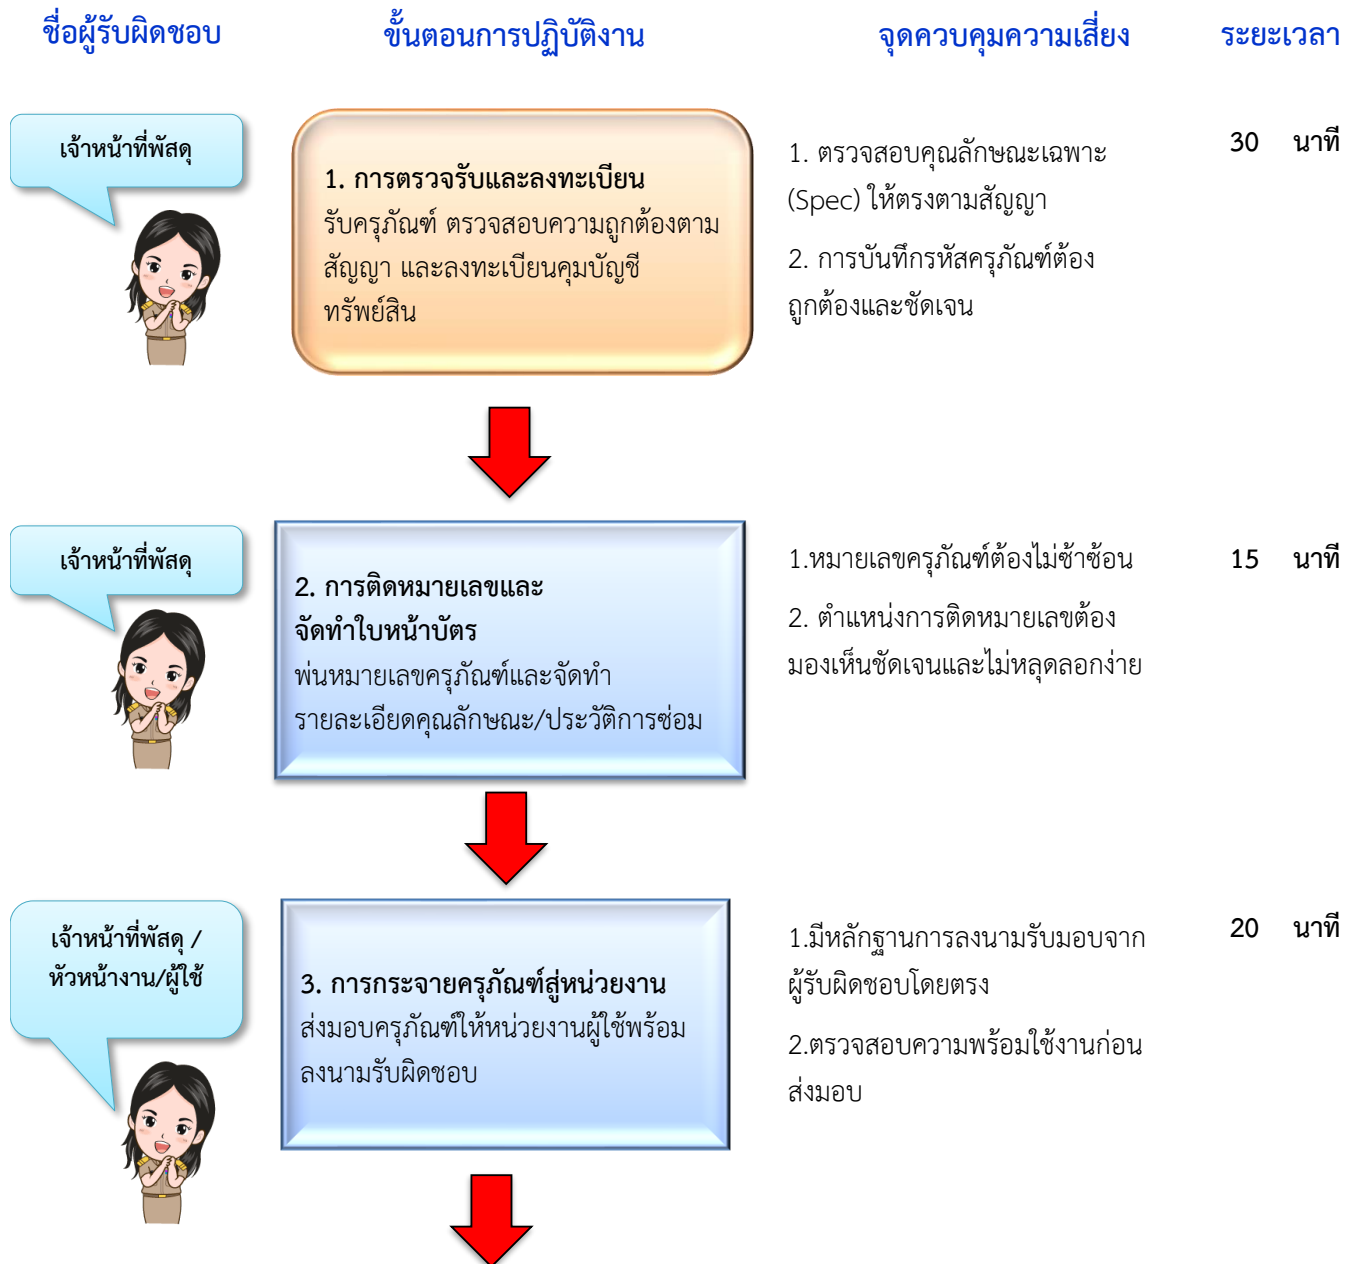 ชื่อผู้รับผิดชอบ ขั้นตอนการปฏิบัติงาน จุดควบคุมความเสี่ยง ระยะเวลา
เจ้าหน้าที่พัสดุ
1. การตรวจรับและลงทะเบียน
รับครุภัณฑ์ ตรวจสอบความถูกต้องตาม
สัญญา และลงทะเบียนคุมบัญชี
ทรัพย์สิน
1. ตรวจสอบคุณลักษณะเฉพาะ
(Spec) ให้ตรงตามสัญญา
2. การบันทึกรหัสครุภัณฑ์ต้อง
ถูกต้องและชัดเจน
30 นาที
เจ้าหน้าที่พัสดุ
2. การติดหมายเลขและ
จัดทำใบหน้าบัตร
พ่นหมายเลขครุภัณฑ์และจัดทำ
รายละเอียดคุณลักษณะ/ประวัติการซ่อม
1.หมายเลขครุภัณฑ์ต้องไม่ซ้าซ้อน
2. ตำแหน่งการติดหมายเลขต้อง
มองเห็นชัดเจนและไม่หลุดลอกง่าย
15 นาที
เจ้าหน้าที่พัสดุ /
หัวหน้างาน/ผู้ใช้
3. การกระจายครุภัณฑ์สู่หน่วยงาน
ส่งมอบครุภัณฑ์ให้หน่วยงานผู้ใช้พร้อม
ลงนามรับผิดชอบ
1.มีหลักฐานการลงนามรับมอบจาก
ผู้รับผิดชอบโดยตรง
2.ตรวจสอบความพร้อมใช้งานก่อน
ส่งมอบ
20 นาที